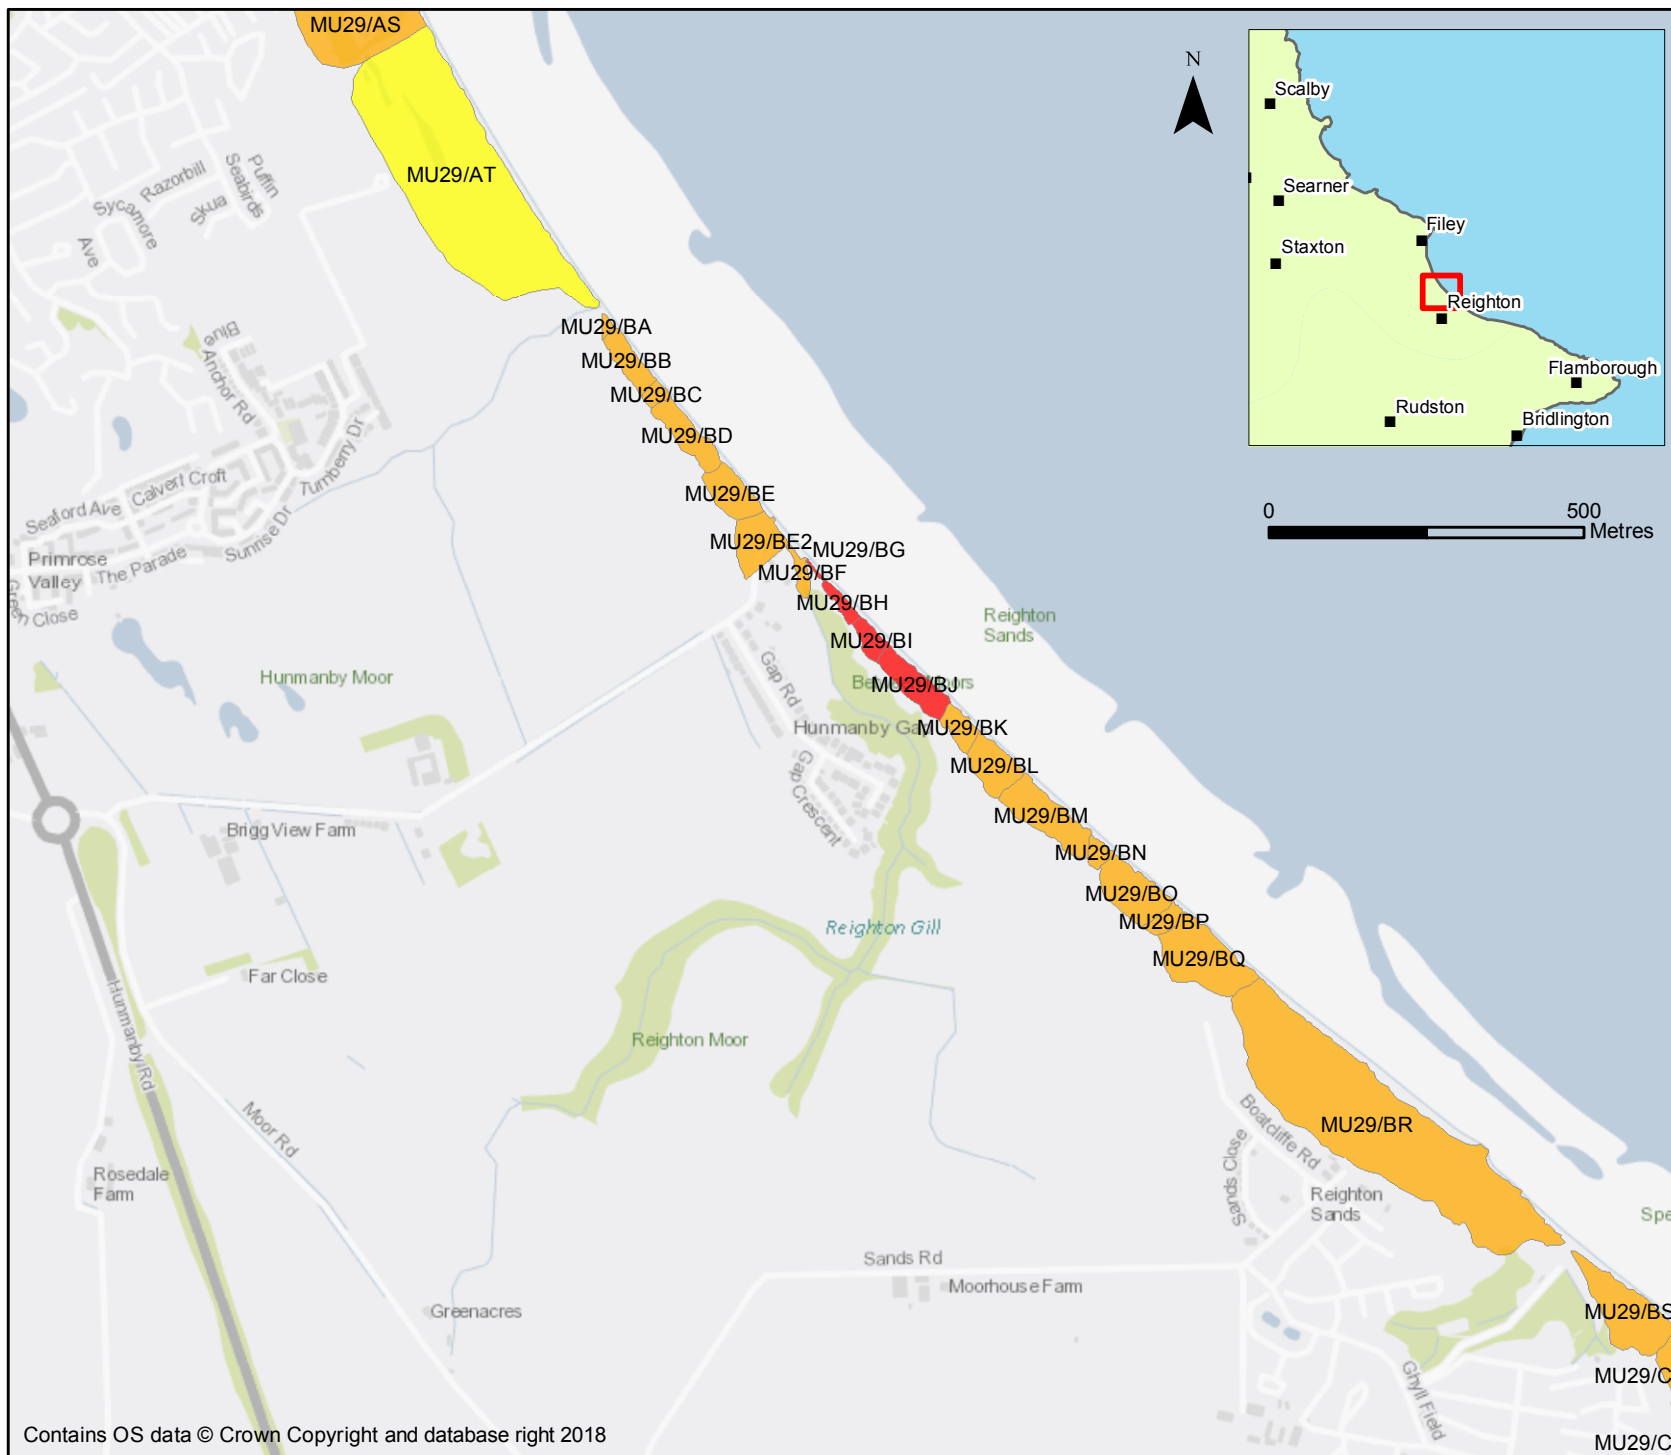 MU29/AS
MU29/AT
N
Scalby
Searner
Staxton
Filey
Reighton
Flamborough
Rudston
Bridlington
0 500
Metres
Puffin
Seabirds
Razorbill
Skua
Sycamore
Ave
Blue
Anchor Rd
Turnberry Dr
Calvert Croft
Seaford Ave
Sunrise Dr
The Parade
Primrose
Valley
Green Close
MU29/BA
MU29/BB
MU29/BC
MU29/BD
MU29/BE
MU29/BE2
MU29/BG
MU29/BF
MU29/BH
MU29/BI
MU29/BJ
MU29/BK
MU29/BL
MU29/BM
MU29/BN
MU29/BO
MU29/BP
MU29/BQ
MU29/BR
MU29/BS
MU29/C
MU29/C
Reighton
Sands
Hunmanby Moor
Gap Rd
Hunmanby Gap
Gap Crescent
Brigg View Farm
Reighton Gill
Far Close
Hunmanby Rd
Reighton Moor
Moor Rd
Rosedale
Farm
Boatcliffe Rd
Sands Close
Reighton
Sands
Spe
Sands Rd
Moorhouse Farm
Greenacres
Ghyll Field
Contains OS data © Crown Copyright and database right 2018